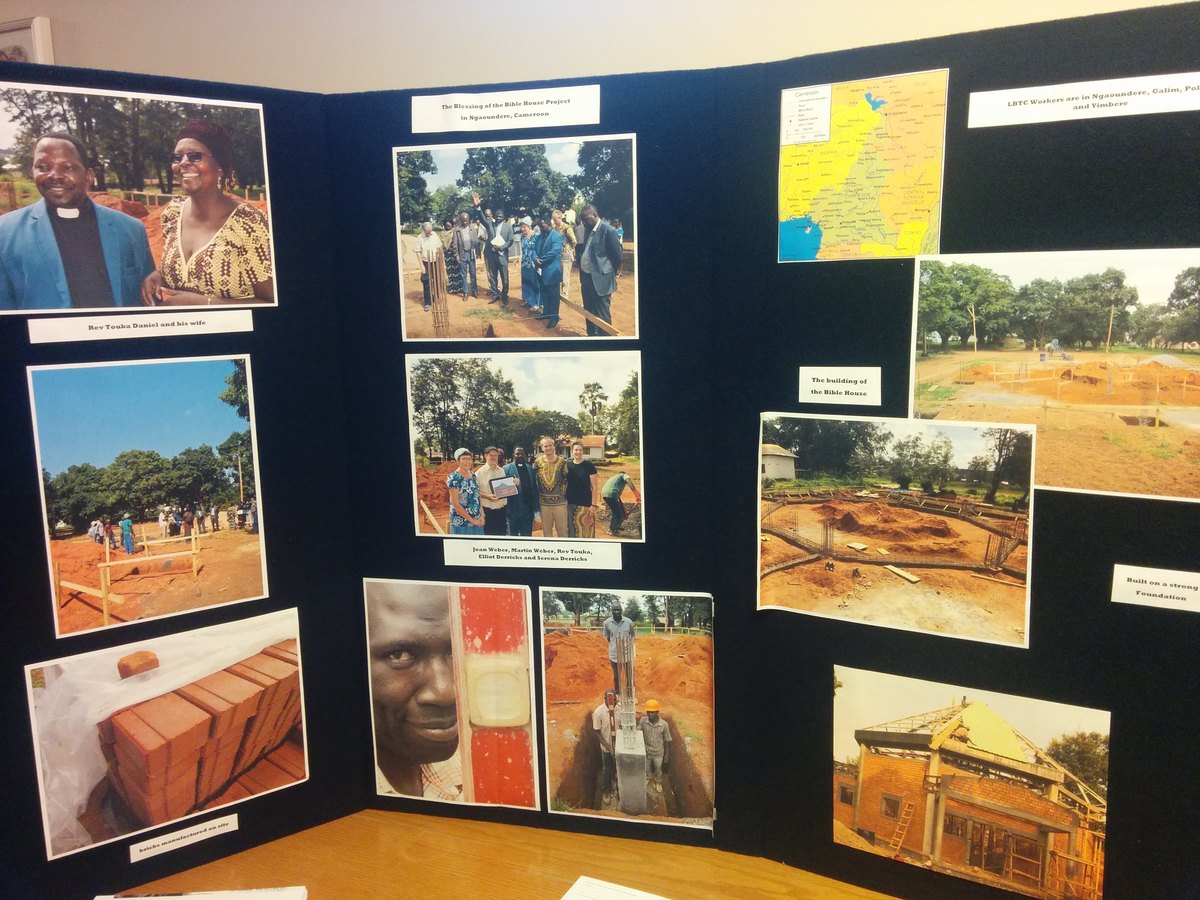 Rev Touka Daniel and his wife
bricks manufactured on site
The Blessing of the Bible House Project
in Ngaoundere, Cameroon
Joan Weber, Martin Weber, Rev Touka,
Elliot Derricks and Serena Derricks
The building of
the Bible House
LBTC Workers are in Ngaoundere, Galim, Pol
and Yimbere
Built on a strong
Foundation